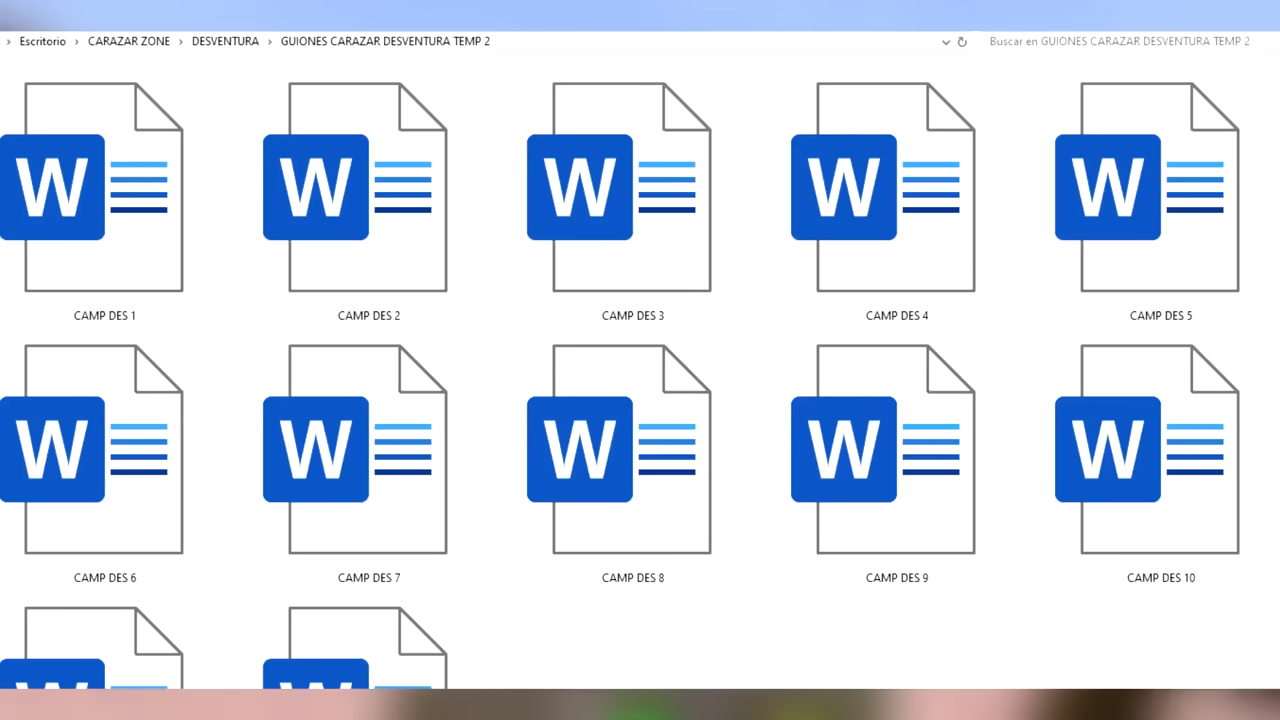 › Escritorio › CARAZAR ZONE › DESVENTURA › GUIONES CARAZAR DESVENTURA TEMP 2
Buscar en GUIONES CARAZAR DESVENTURA TEMP 2
W W W W W
CAMP DES 1 CAMP DES 2 CAMP DES 3 CAMP DES 4 CAMP DES 5
W W W W W
CAMP DES 6 CAMP DES 7 CAMP DES 8 CAMP DES 9 CAMP DES 10
W W